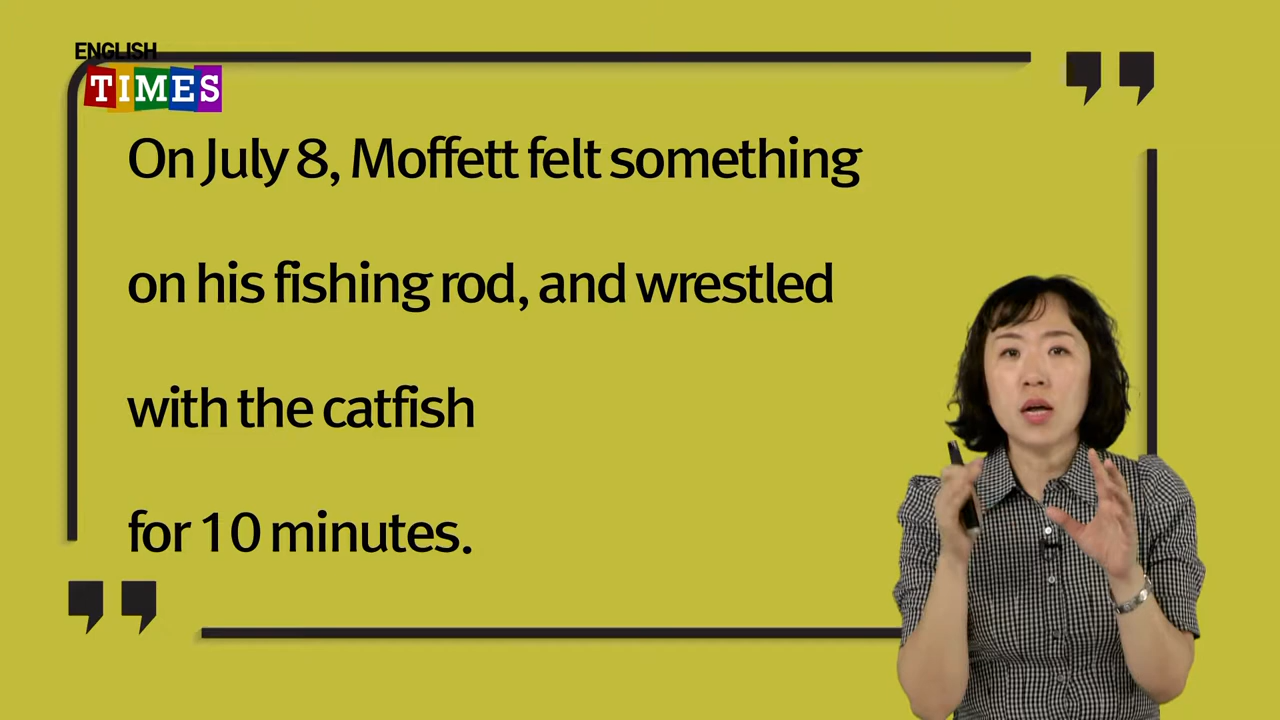 ENGLISH
TIMES
On July 8, Moffett felt something
on his fishing rod, and wrestled
with the catfish
for 10 minutes.